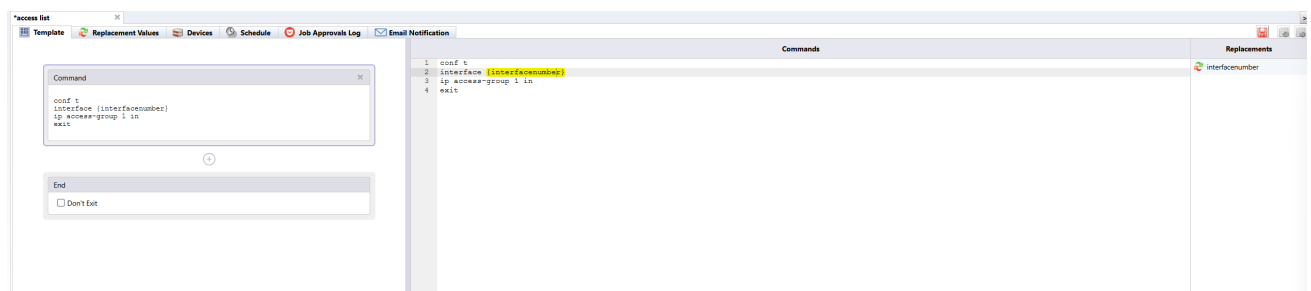 *access list
Template Replacement Values Devices Schedule Job Approvals Log Email Notification
Commands
Replacements
Command
conf t
interface {interfacenumber}
ip access-group 1 in
exit
End
Don't Exit
1 conf t
2 interface {interfacenumber}
3 ip access-group 1 in
4 exit
interfacenumber